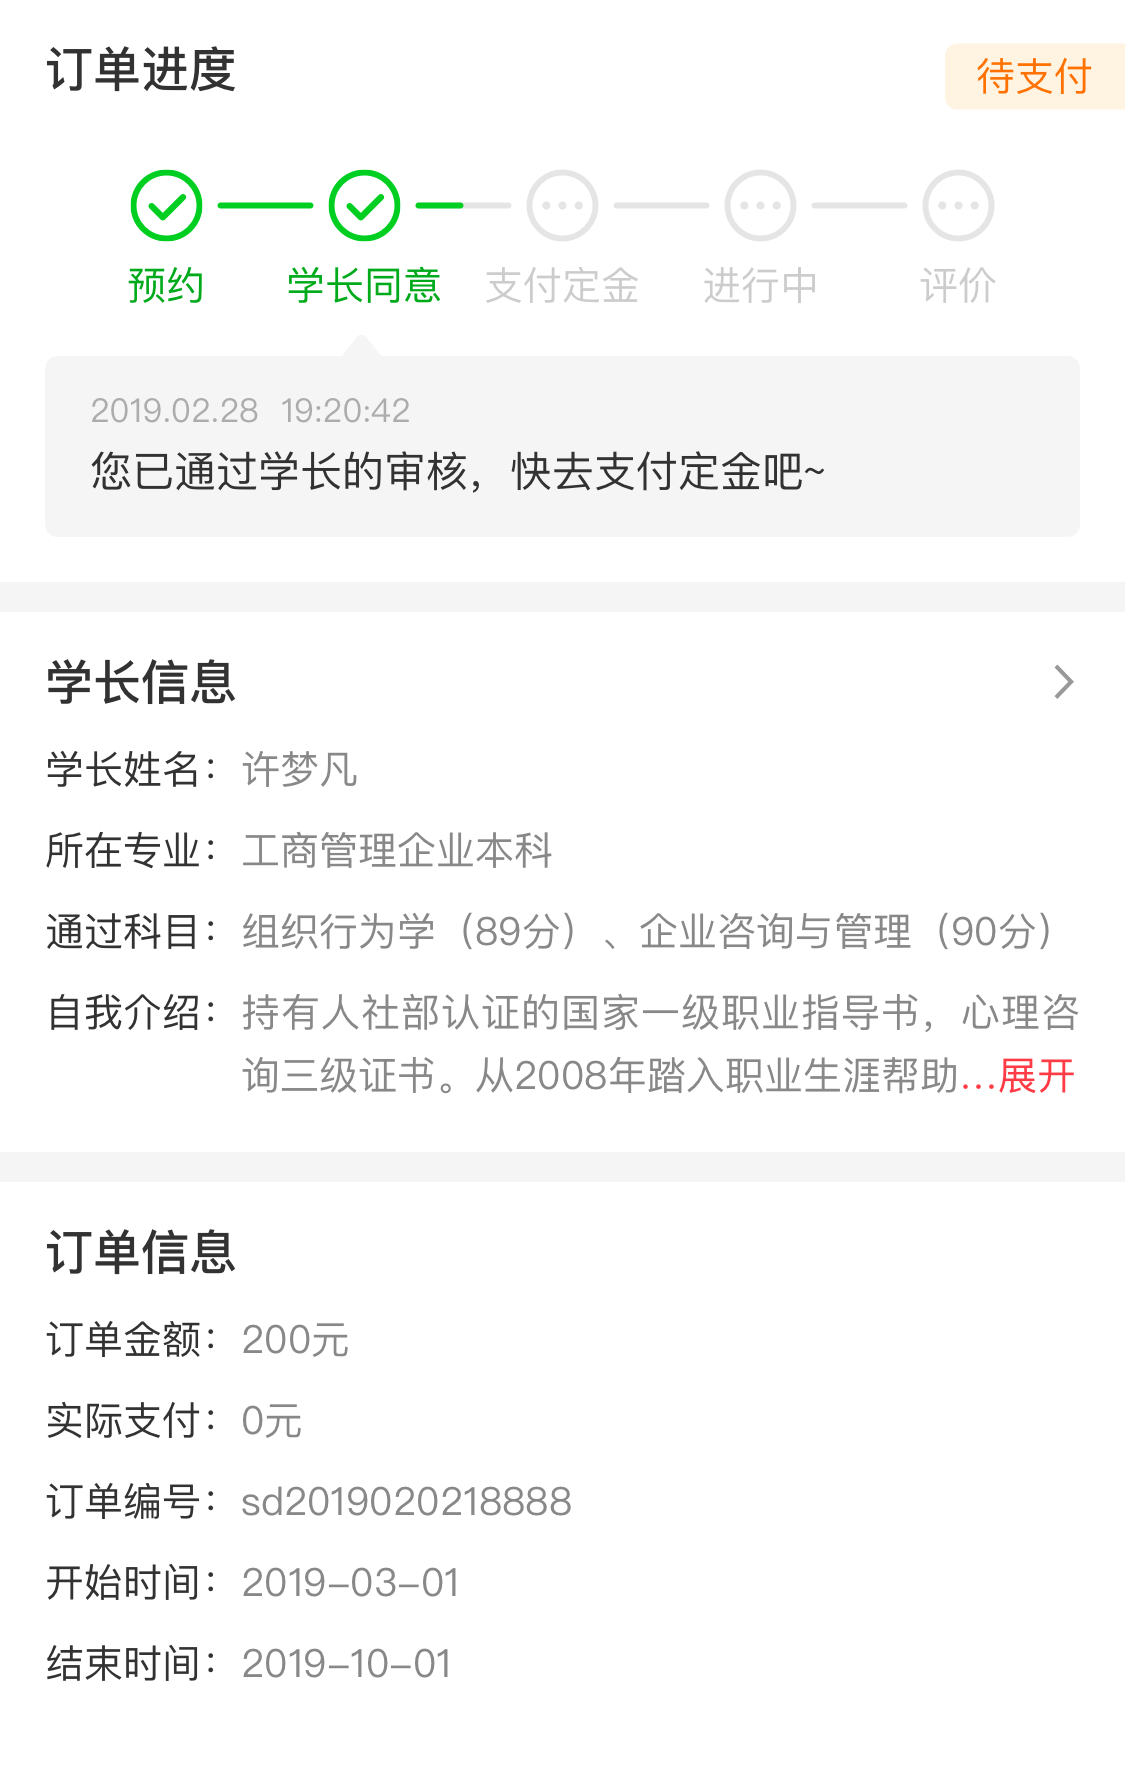 订单进度
待支付
预约 学长同意 支付定金 进行中 评价
2019.02.28 19:20:42
您已通过学长的审核，快去支付定金吧~
学长信息
学长姓名：许梦凡
所在专业：工商管理企业本科
通过科目：组织行为学（89分）、企业咨询与管理（90分）
自我介绍：持有人社部认证的国家一级职业指导书，心理咨
询三级证书。从2008年踏入职业生涯帮助...展开
订单信息
订单金额：200元
实际支付：0元
订单编号：sd2019020218888
开始时间：2019-03-01
结束时间：2019-10-01